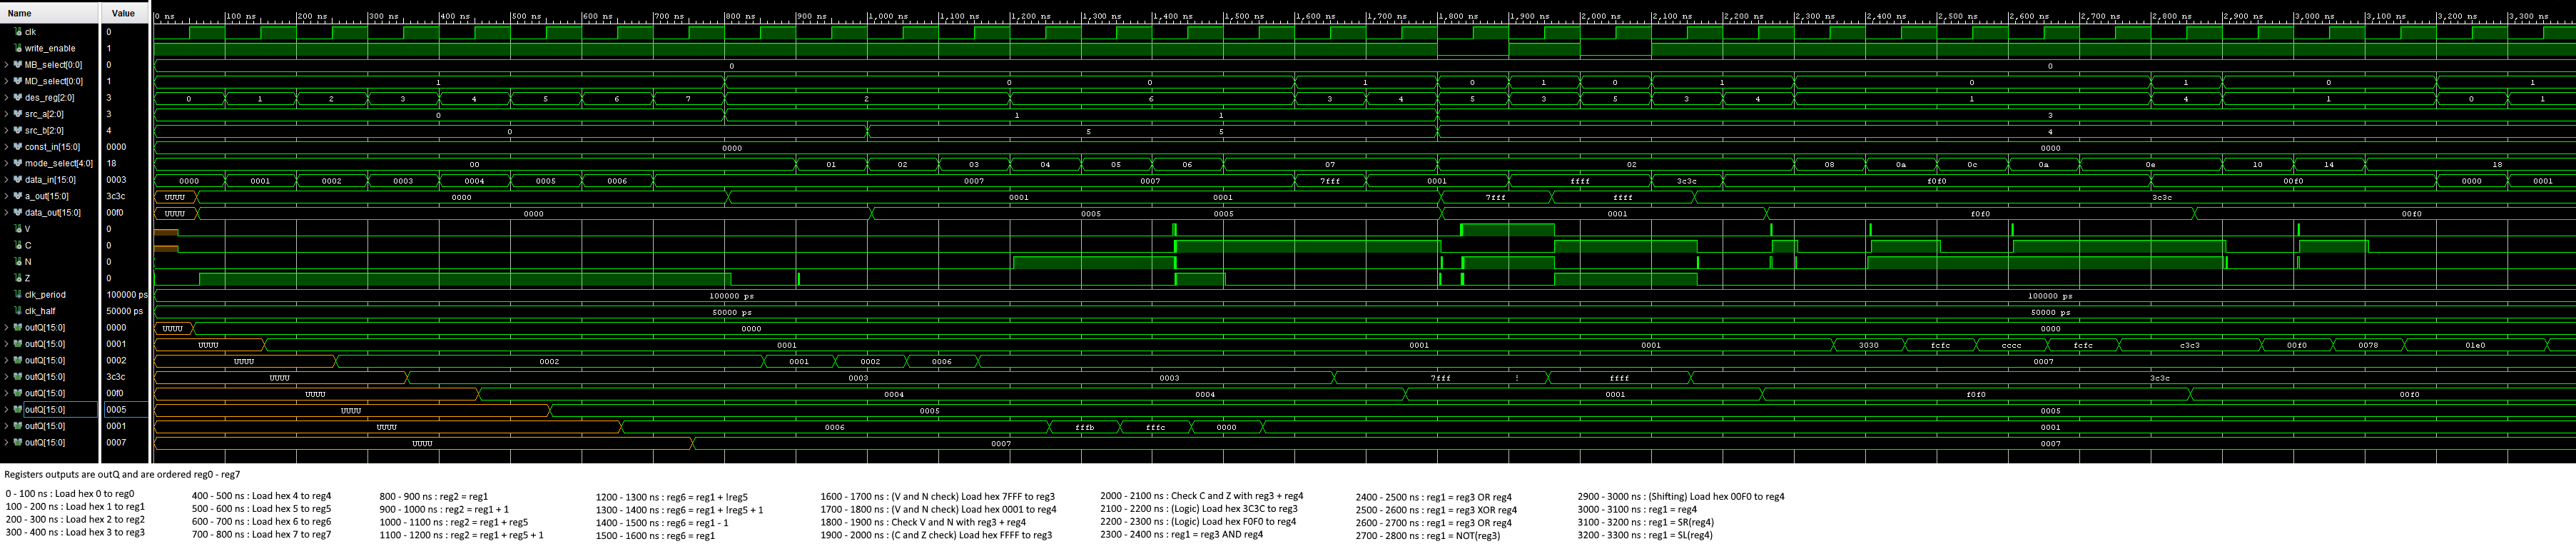 Name Value
0 ns 100 ns 200 ns 300 ns 400 ns 500 ns 600 ns 700 ns 800 ns 900 ns 1,000 ns 1,100 ns 1,200 ns 1,300 ns 1,400 ns 1,500 ns 1,600 ns 1,700 ns 1,800 ns 1,900 ns 2,000 ns 2,100 ns 2,200 ns 2,300 ns 2,400 ns 2,500 ns 2,600 ns 2,700 ns 2,800 ns 2,900 ns 3,000 ns 3,100 ns 3,200 ns 3,300 ns
clk 0
write_enable 1
MB_select[0:0] 0 0 0
MD_select[0:0] 1 1 0 1 0 1 0 1 0 1 0 1
des_reg[2:0] 3 0 1 2 3 4 5 6 7 2 6 3 4 5 3 5 3 4 1 4 1 0 1
src_a[2:0] 3 0 1 1 3
src_b[2:0] 4 0 5 5 4
const_in[15:0] 0000 0000 0000
mode_select[4:0] 18 00 01 02 03 04 05 06 07 02 08 0a 0c 0a 0e 10 14 18
data_in[15:0] 0003 0000 0001 0002 0003 0004 0005 0006 0007 0007 7fff 0001 ffff 3c3c f0f0 00f0 0000 0001
a_out[15:0] 3c3c UUUU 0000 0001 0001 7fff ffff 3c3c
data_out[15:0] 00f0 UUUU 0000 0005 0005 0001 f0f0 00f0
V 0
C 0
N 0
Z 0
clk_period 100000 ps 100000 ps 100000 ps
clk_half 50000 ps 50000 ps 50000 ps
outQ[15:0] 0000 UUUU 0000 0000
outQ[15:0] 0001 UUUU 0001 0001 0001 3030 fcfc cccc fcfc c3c3 00f0 0078 01e0
outQ[15:0] 0002 UUUU 0002 0001 0002 0006 0007
outQ[15:0] 3c3c UUUU 0003 0003 7fff ffff 3c3c
outQ[15:0] 00f0 UUUU 0004 0004 0001 f0f0 00f0
outQ[15:0] 0005 UUUU 0005 0005
outQ[15:0] 0001 UUUU 0006 fffb fffc 0000 0001
outQ[15:0] 0007 UUUU 0007 0007
Registers outputs are outQ and are ordered reg0 - reg7
0 - 100 ns : Load hex 0 to reg0
100 - 200 ns : Load hex 1 to reg1
200 - 300 ns : Load hex 2 to reg2
300 - 400 ns : Load hex 3 to reg3
400 - 500 ns : Load hex 4 to reg4
500 - 600 ns : Load hex 5 to reg5
600 - 700 ns : Load hex 6 to reg6
700 - 800 ns : Load hex 7 to reg7
800 - 900 ns : reg2 = reg1
900 - 1000 ns : reg2 = reg1 + 1
1000 - 1100 ns : reg2 = reg1 + reg5
1100 - 1200 ns : reg2 = reg1 + reg5 + 1
1200 - 1300 ns : reg6 = reg1 + !reg5
1300 - 1400 ns : reg6 = reg1 + !reg5 + 1
1400 - 1500 ns : reg6 = reg1 - 1
1500 - 1600 ns : reg6 = reg1
1600 - 1700 ns : (V and N check) Load hex 7FFF to reg3
1700 - 1800 ns : (V and N check) Load hex 0001 to reg4
1800 - 1900 ns : Check V and N with reg3 + reg4
1900 - 2000 ns : (C and Z check) Load hex FFFF to reg3
2000 - 2100 ns : Check C and Z with reg3 + reg4
2100 - 2200 ns : (Logic) Load hex 3C3C to reg3
2200 - 2300 ns : (Logic) Load hex F0F0 to reg4
2300 - 2400 ns : reg1 = reg3 AND reg4
2400 - 2500 ns : reg1 = reg3 OR reg4
2500 - 2600 ns : reg1 = reg3 XOR reg4
2600 - 2700 ns : reg1 = reg3 OR reg4
2700 - 2800 ns : reg1 = NOT(reg3)
2900 - 3000 ns : (Shifting) Load hex 00F0 to reg4
3000 - 3100 ns : reg1 = reg4
3100 - 3200 ns : reg1 = SR(reg4)
3200 - 3300 ns : reg1 = SL(reg4)